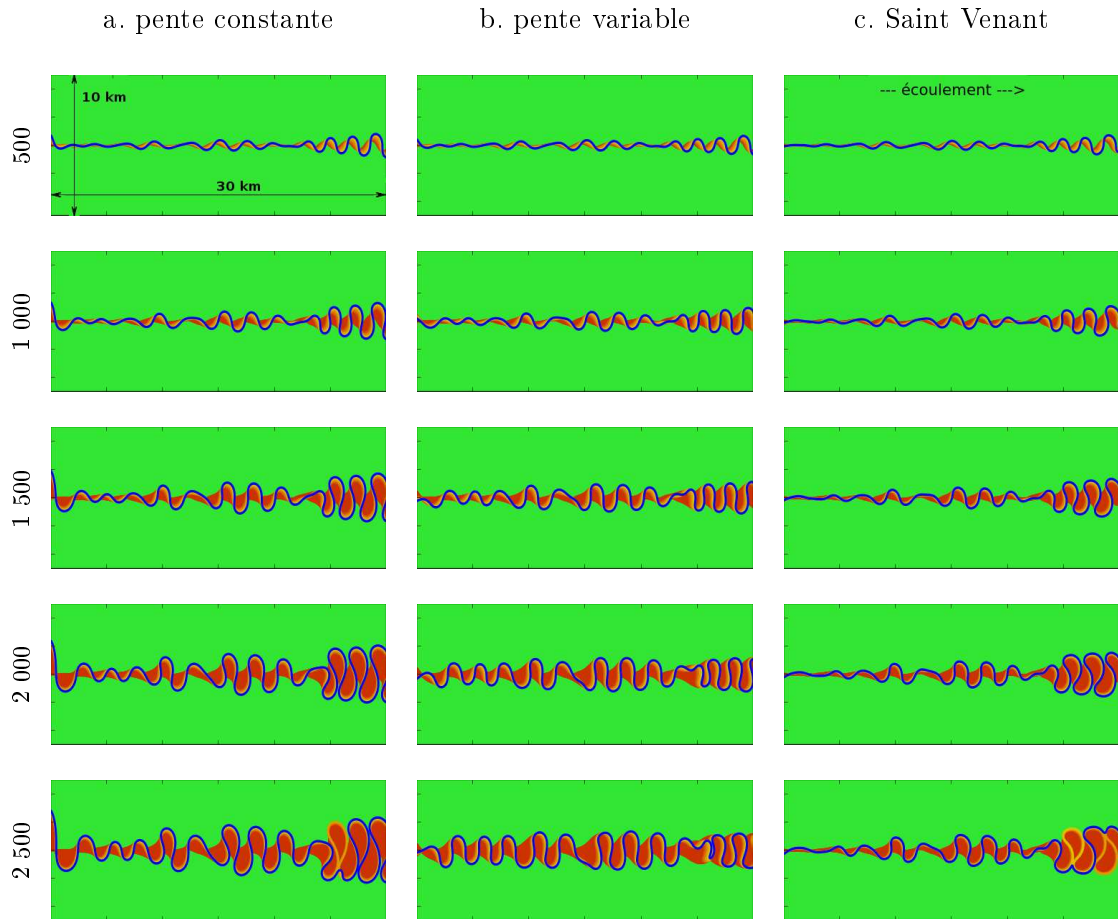 a. pente constante
b. pente variable
c. Saint Venant
500
10 km
30 km
--- écoulement --->
1 000
1 500
2 000
2 500